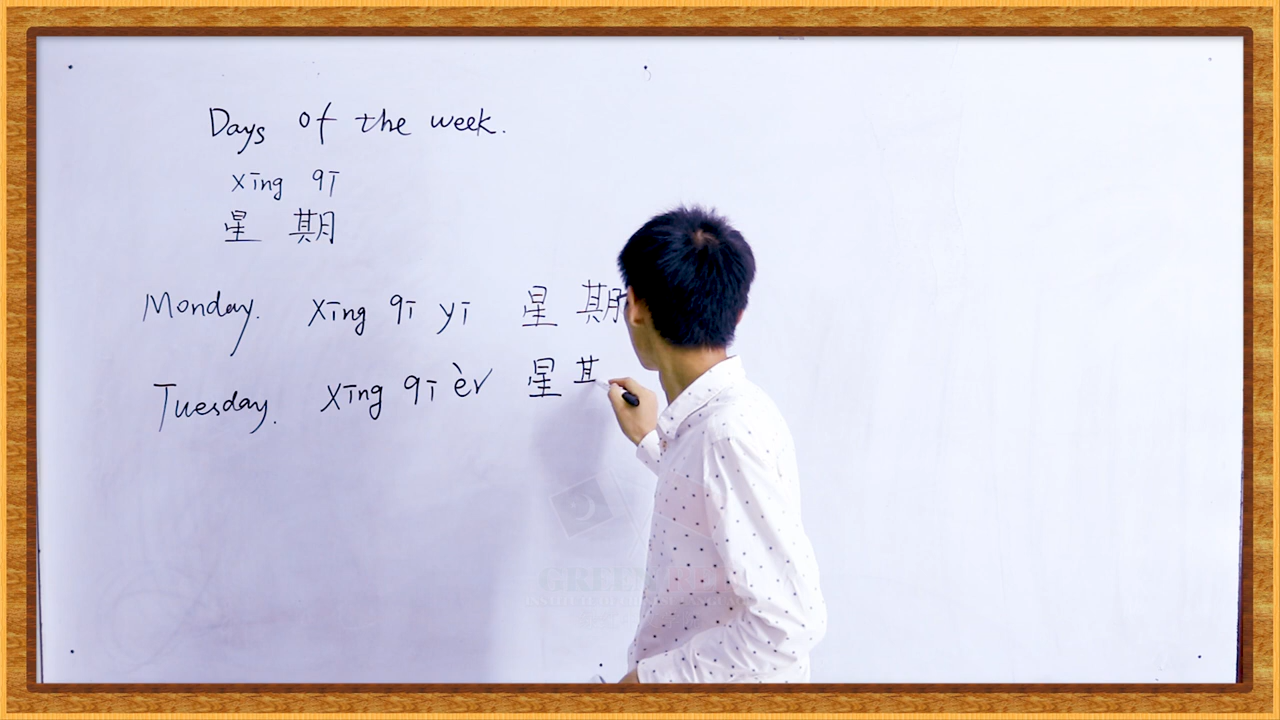 Days of the week.
xīng qī
星 期
Monday. xīng qī yī 星 期
Tuesday. xīng qī èr 星 其
GREEN